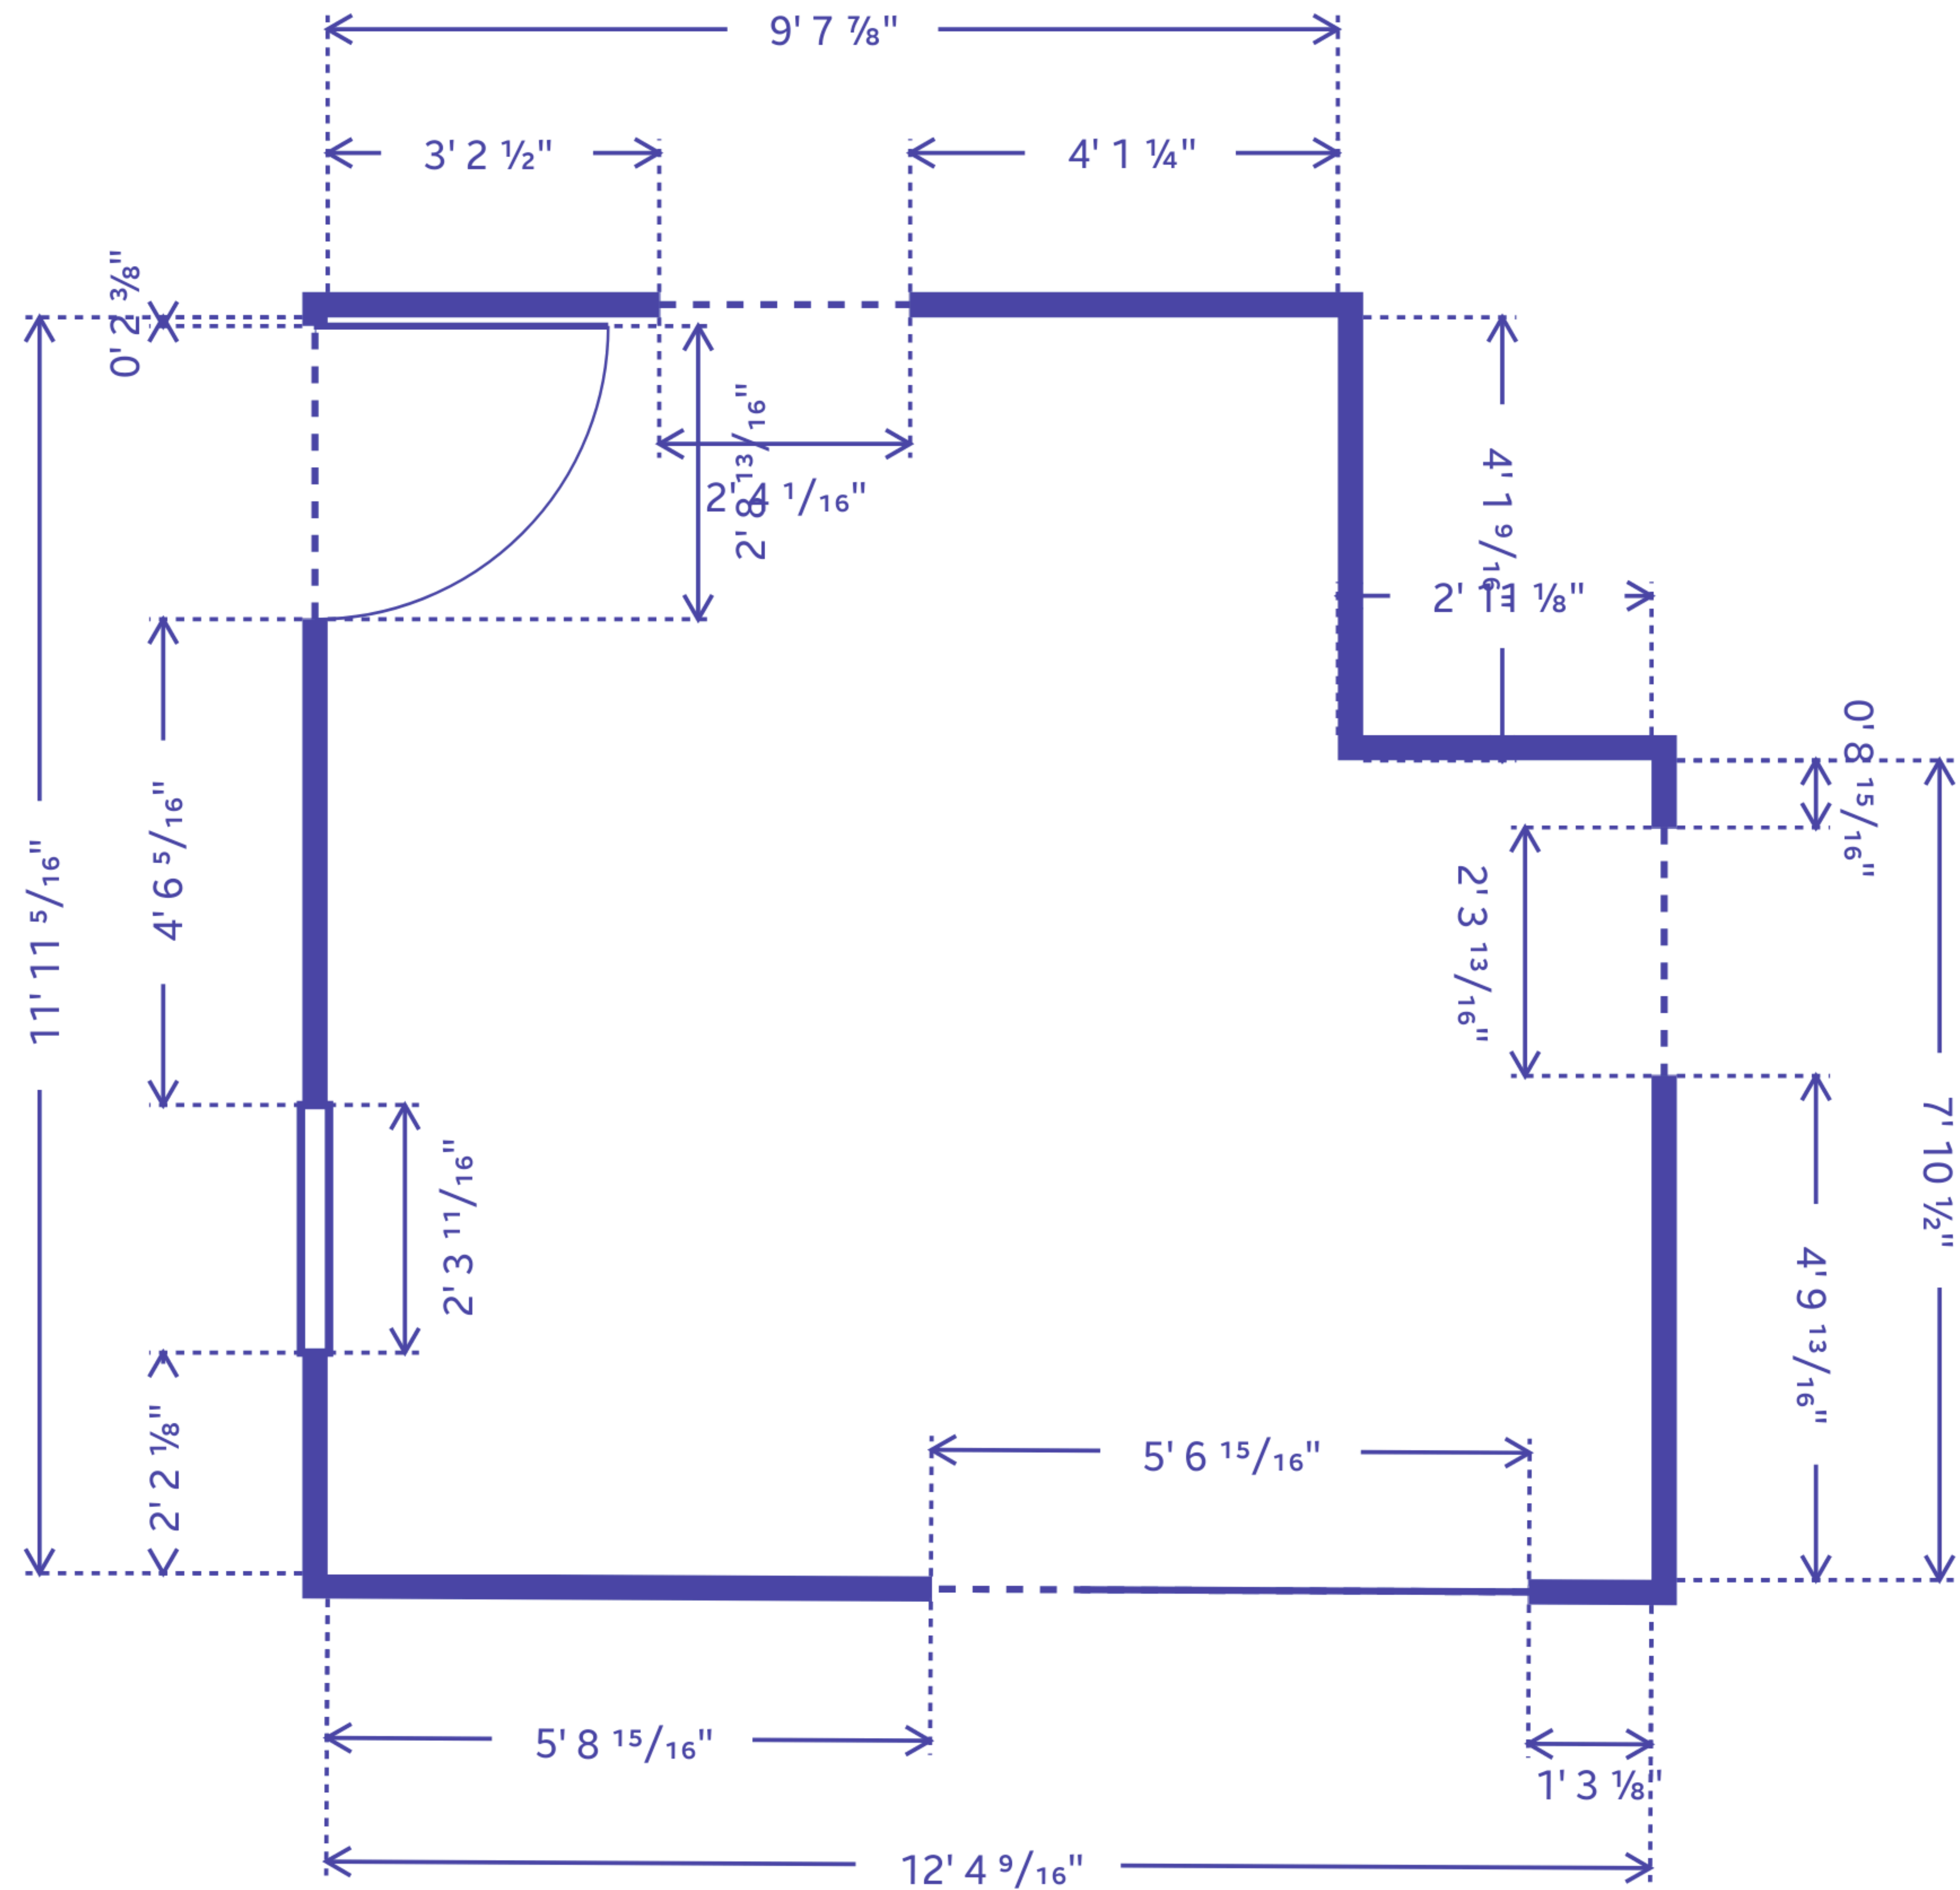 9' 7 ⅞"
3' 2 ½"
4' 1 ¼"
0' 2 ⅜"
2' 8 ¹³/₁₆"
2' 4 ¹/₁₆"
4' 1 ⁹/₁₆"
2' 11 ⅛"
0' 8 ¹⁵/₁₆"
11' 11 ⁵/₁₆"
4' 6 ⁵/₁₆"
2' 3 ¹³/₁₆"
7' 10 ½"
2' 3 ¹¹/₁₆"
4' 9 ¹³/₁₆"
2' 2 ⅛"
5' 6 ¹⁵/₁₆"
5' 8 ¹⁵/₁₆"
1' 3 ⅛"
12' 4 ⁹/₁₆"